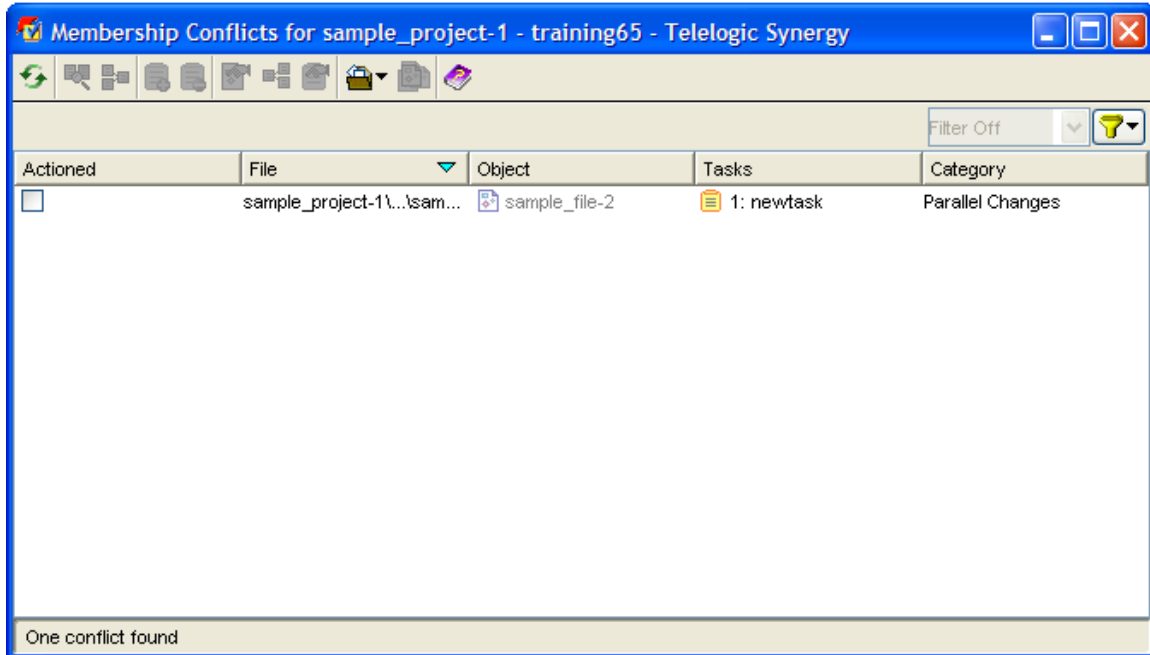 Membership Conflicts for sample_project-1 - training65 - Telelogic Synergy
Filter Off
Actioned File Object Tasks Category
sample_project-1\...\sam... sample_file-2 1: newtask Parallel Changes
One conflict found